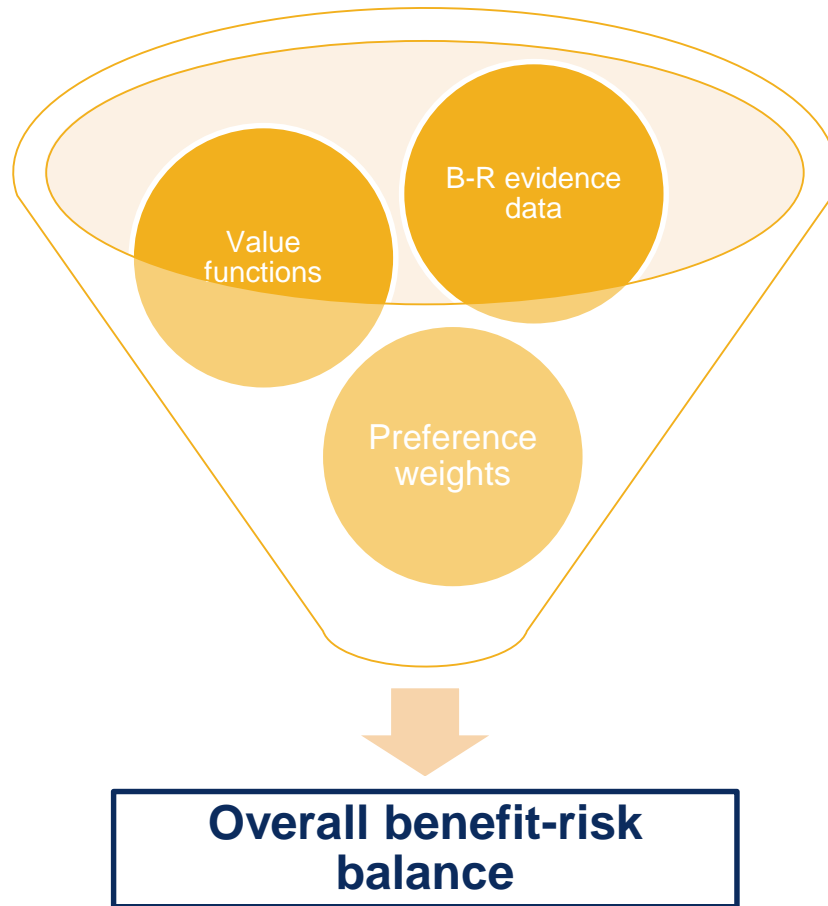 B-R evidence
data
Value
functions
Preference
weights
Overall benefit-risk
balance